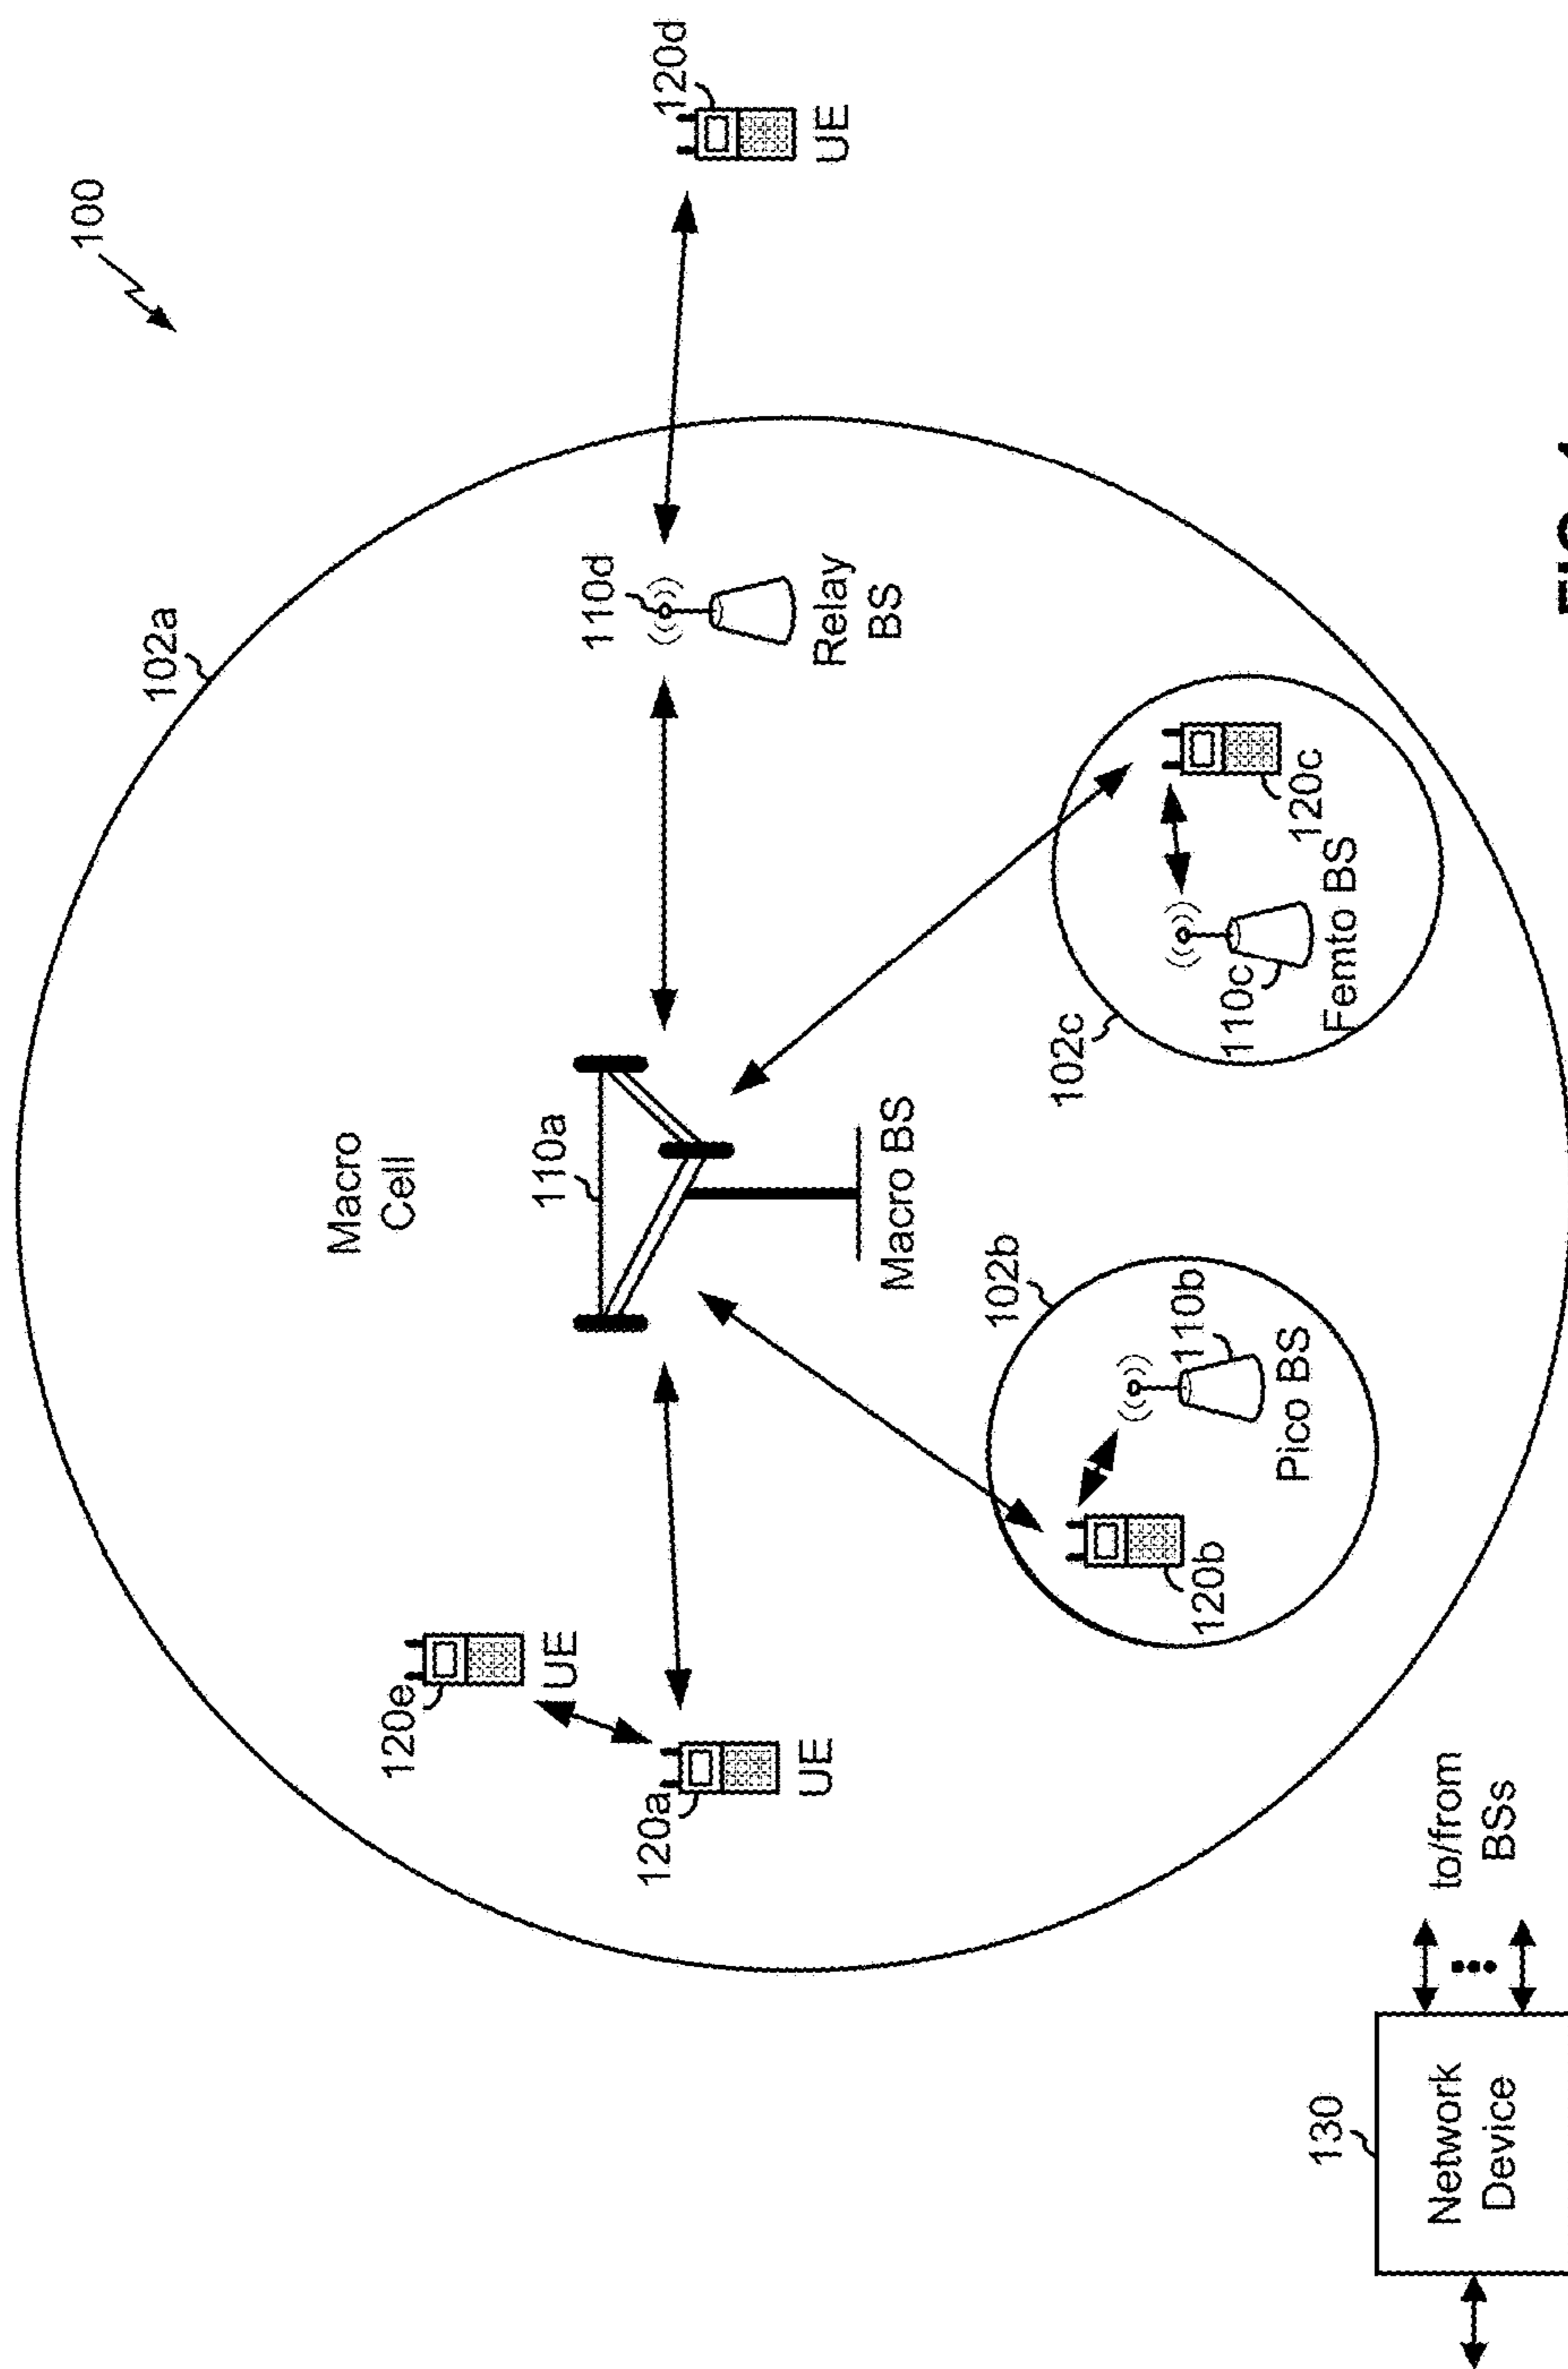 100
102a
Macro
Cell
120e
UE
110a
110d
120d
UE
120a
UE
Relay
BS
Macro BS
102b
102c
120b
110b
Pico BS
110c
120c
Femto BS
130
Network
Device
to/from
BSs